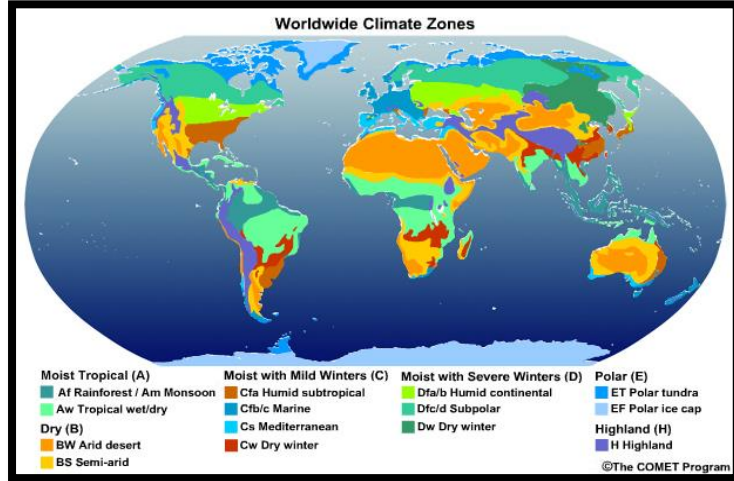 Worldwide Climate Zones
Moist Tropical (A)
Af Rainforest / Am Monsoon
Aw Tropical wet/dry
Dry (B)
BW Arid desert
BS Semi-arid
Moist with Mild Winters (C)
Cfa Humid subtropical
Cfb/c Marine
Cs Mediterranean
Cw Dry winter
Moist with Severe Winters (D)
Dfa/b Humid continental
Dfc/d Subpolar
Dw Dry winter
Polar (E)
ET Polar tundra
EF Polar ice cap
Highland (H)
H Highland
©The COMET Program